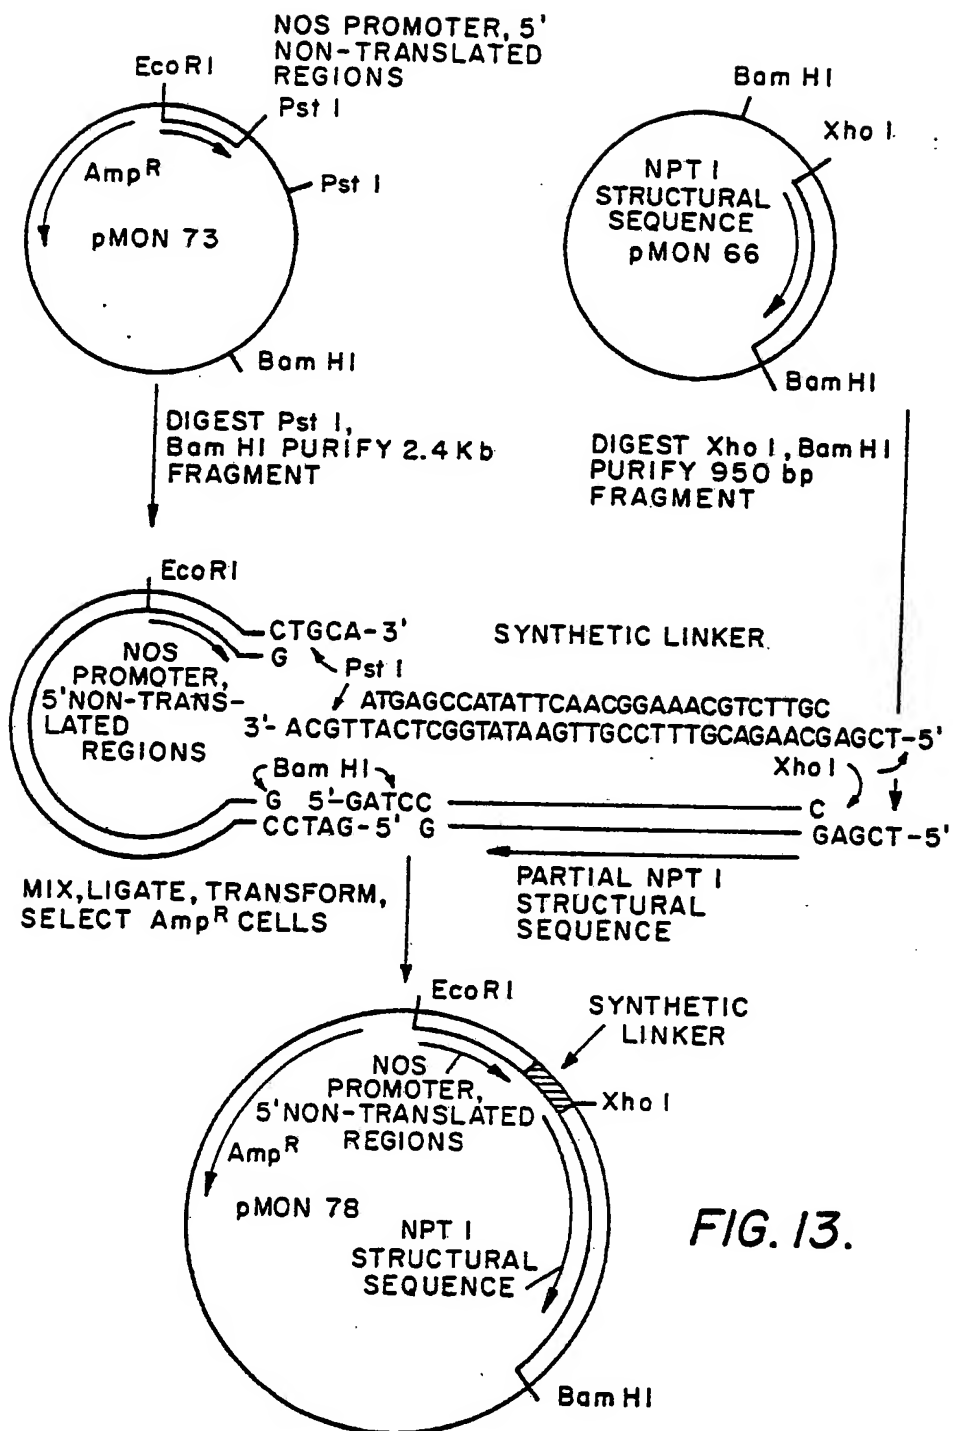 NOS PROMOTER, 5'
NON-TRANSLATED
REGIONS
EcoRI
Pst I
Pst I
Amp^R
pMON 73
Bam HI
Bam HI
Xho I
NPT I
STRUCTURAL
SEQUENCE
pMON 66
Bam HI
DIGEST Pst I,
Bam HI PURIFY 2.4 Kb
FRAGMENT
DIGEST Xho I, Bam HI
PURIFY 950 bp
FRAGMENT
EcoRI
CTGCA-3'
G
Pst I
NOS
PROMOTER,
5'NON-TRANS-
LATED
REGIONS
SYNTHETIC LINKER
ATGAGCCATATTCAACGGAAACGTCTTGC
3'- ACGTTACTCGGTATAAGTTGCCTTTGCAGAACGAGCT-5'
Xho I
Bam HI
G 5'-GATCC
CCTAG-5' G
C
GAGCT-5'
PARTIAL NPT I
STRUCTURAL
SEQUENCE
MIX, LIGATE, TRANSFORM,
SELECT Amp^R CELLS
EcoRI
SYNTHETIC
LINKER
Xho I
NOS
PROMOTER,
5'NON-TRANSLATED
REGIONS
Amp^R
pMON 78
NPT I
STRUCTURAL
SEQUENCE
Bam HI
FIG. 13.